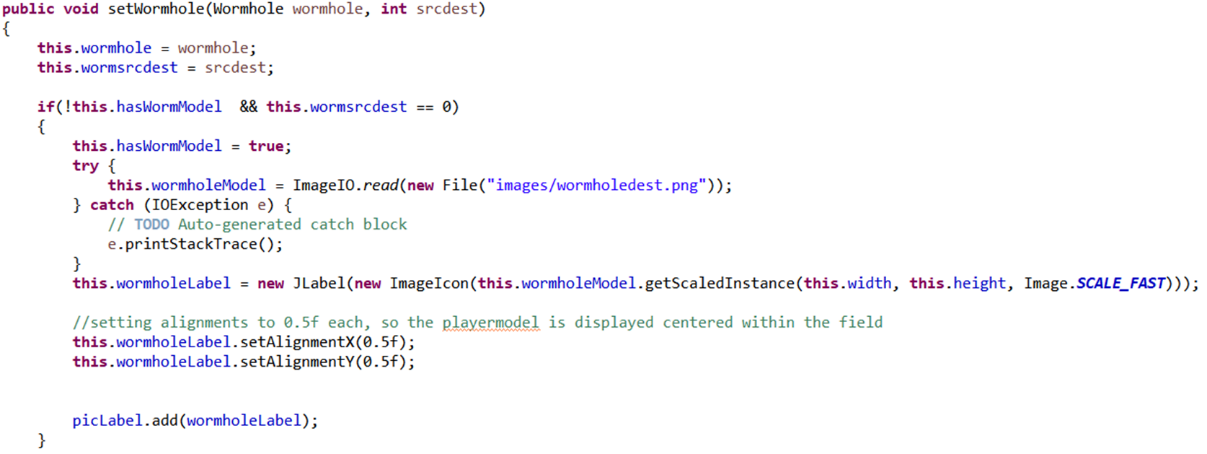 public void setWormhole(Wormhole wormhole, int srcdest)
{
    this.wormhole = wormhole;
    this.wormsrcdest = srcdest;

    if(!this.hasWormModel  && this.wormsrcdest == 0)
    {
        this.hasWormModel = true;
        try {
            this.wormholeModel = ImageIO.read(new File("images/wormholedest.png"));
        } catch (IOException e) {
            // TODO Auto-generated catch block
            e.printStackTrace();
        }
        this.wormholeLabel = new JLabel(new ImageIcon(this.wormholeModel.getScaledInstance(this.width, this.height, Image.SCALE_FAST)));

        //setting alignments to 0.5f each, so the playermodel is displayed centered within the field
        this.wormholeLabel.setAlignmentX(0.5f);
        this.wormholeLabel.setAlignmentY(0.5f);


        picLabel.add(wormholeLabel);
    }